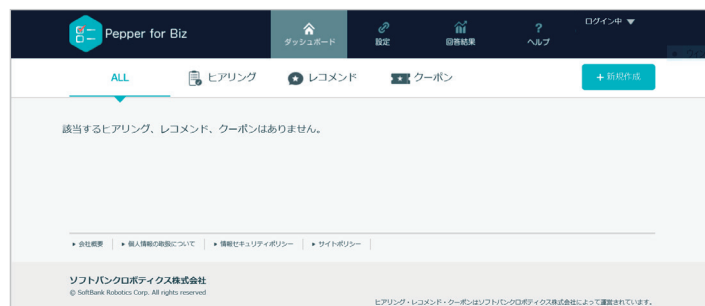 Pepper for Biz
ダッシュボード
設定
回答結果
? ヘルプ
ログイン中 ▼
ALL
ヒアリング
レコメンド
クーポン
+ 新規作成
該当するヒアリング、レコメンド、クーポンはありません。
会社概要
個人情報の取扱について
情報セキュリティポリシー
サイトポリシー
ソフトバンクロボティクス株式会社
© SoftBank Robotics Corp. All rights reserved
ヒアリング・レコメンド・クーポンはソフトバンクロボティクス株式会社によって運営されています。